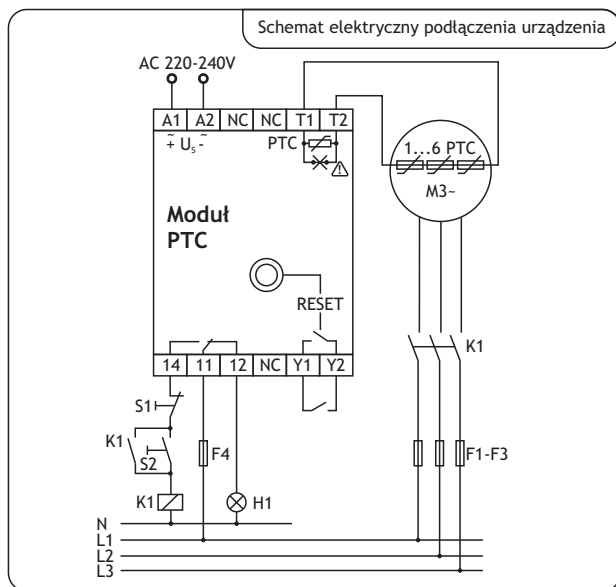 Schemat elektryczny podłączenia urządzenia
AC 220-240V
A1 A2 NC NC T1 T2
~ ~
+ Us -
PTC
1...6 PTC
M3~
Moduł
PTC
RESET
14 11 12 NC Y1 Y2
K1
S1
K1
S2
F4
F1-F3
K1
H1
N
L1
L2
L3